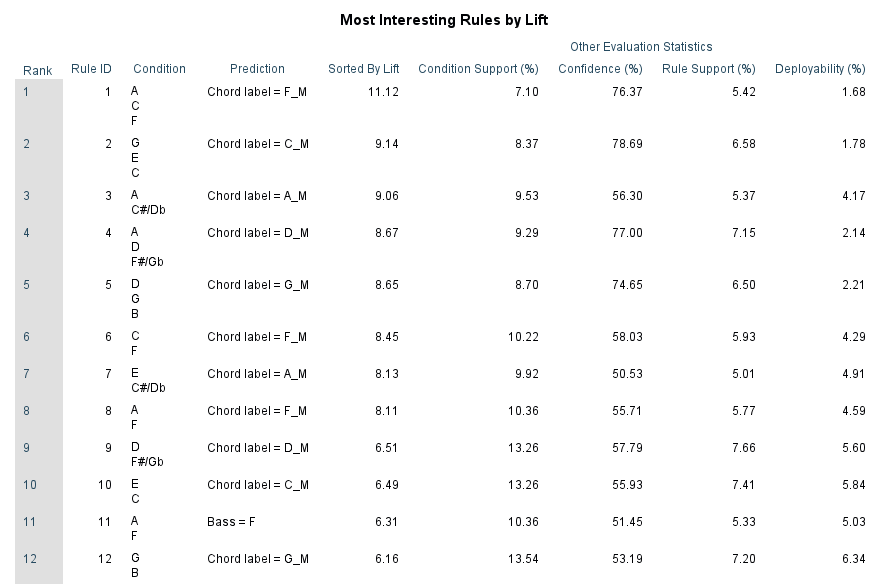 Most Interesting Rules by Lift
Other Evaluation Statistics
Rank Rule ID Condition Prediction Sorted By Lift Condition Support (%) Confidence (%) Rule Support (%) Deployability (%)
1 1 A Chord label = F_M 11.12 7.10 76.37 5.42 1.68
C
F
2 2 G Chord label = C_M 9.14 8.37 78.69 6.58 1.78
E
C
3 3 A Chord label = A_M 9.06 9.53 56.30 5.37 4.17
C#/Db
4 4 A Chord label = D_M 8.67 9.29 77.00 7.15 2.14
D
F#/Gb
5 5 D Chord label = G_M 8.65 8.70 74.65 6.50 2.21
G
B
6 6 C Chord label = F_M 8.45 10.22 58.03 5.93 4.29
F
7 7 E Chord label = A_M 8.13 9.92 50.53 5.01 4.91
C#/Db
8 8 A Chord label = F_M 8.11 10.36 55.71 5.77 4.59
F
9 9 D Chord label = D_M 6.51 13.26 57.79 7.66 5.60
F#/Gb
10 10 E Chord label = C_M 6.49 13.26 55.93 7.41 5.84
C
11 11 A Bass = F 6.31 10.36 51.45 5.33 5.03
F
12 12 G Chord label = G_M 6.16 13.54 53.19 7.20 6.34
B